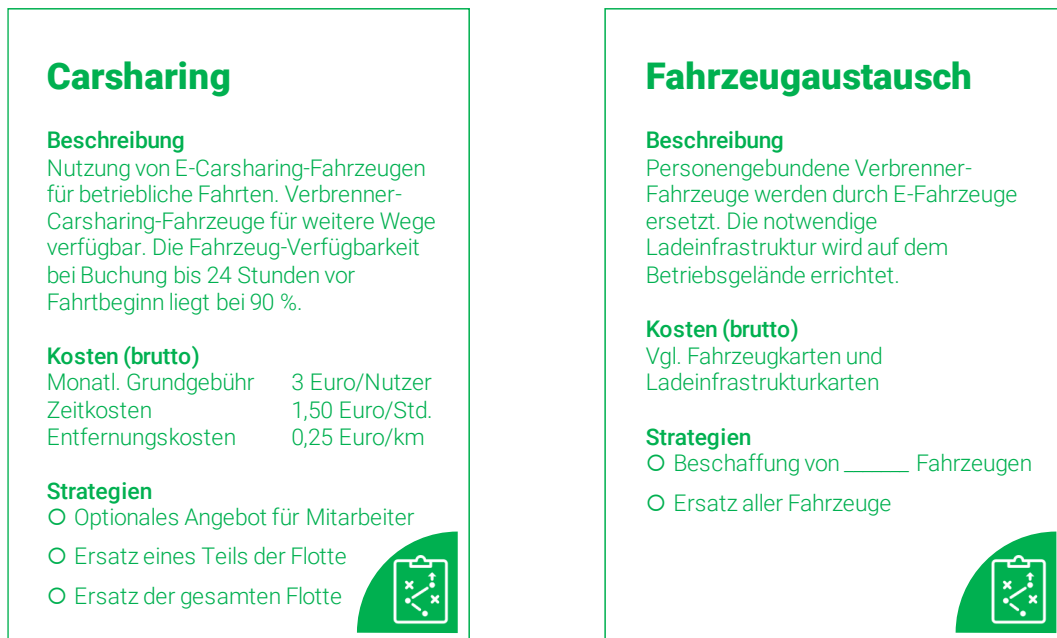 Carsharing
Beschreibung
Nutzung von E-Carsharing-Fahrzeugen
für betriebliche Fahrten. Verbrenner-
Carsharing-Fahrzeuge für weitere Wege
verfügbar. Die Fahrzeug-Verfügbarkeit
bei Buchung bis 24 Stunden vor
Fahrtbeginn liegt bei 90 %.
Kosten (brutto)
Monatl. Grundgebühr 3 Euro/Nutzer
Zeitkosten 1,50 Euro/Std.
Entfernungskosten 0,25 Euro/km
Strategien
Optionales Angebot für Mitarbeiter
Ersatz eines Teils der Flotte
Ersatz der gesamten Flotte
Fahrzeugaustausch
Beschreibung
Personengebundene Verbrenner-
Fahrzeuge werden durch E-Fahrzeuge
ersetzt. Die notwendige
Ladeinfrastruktur wird auf dem
Betriebsgelände errichtet.
Kosten (brutto)
Vgl. Fahrzeugkarten und
Ladeinfrastrukturkarten
Strategien
Beschaffung von ______ Fahrzeugen
Ersatz aller Fahrzeuge